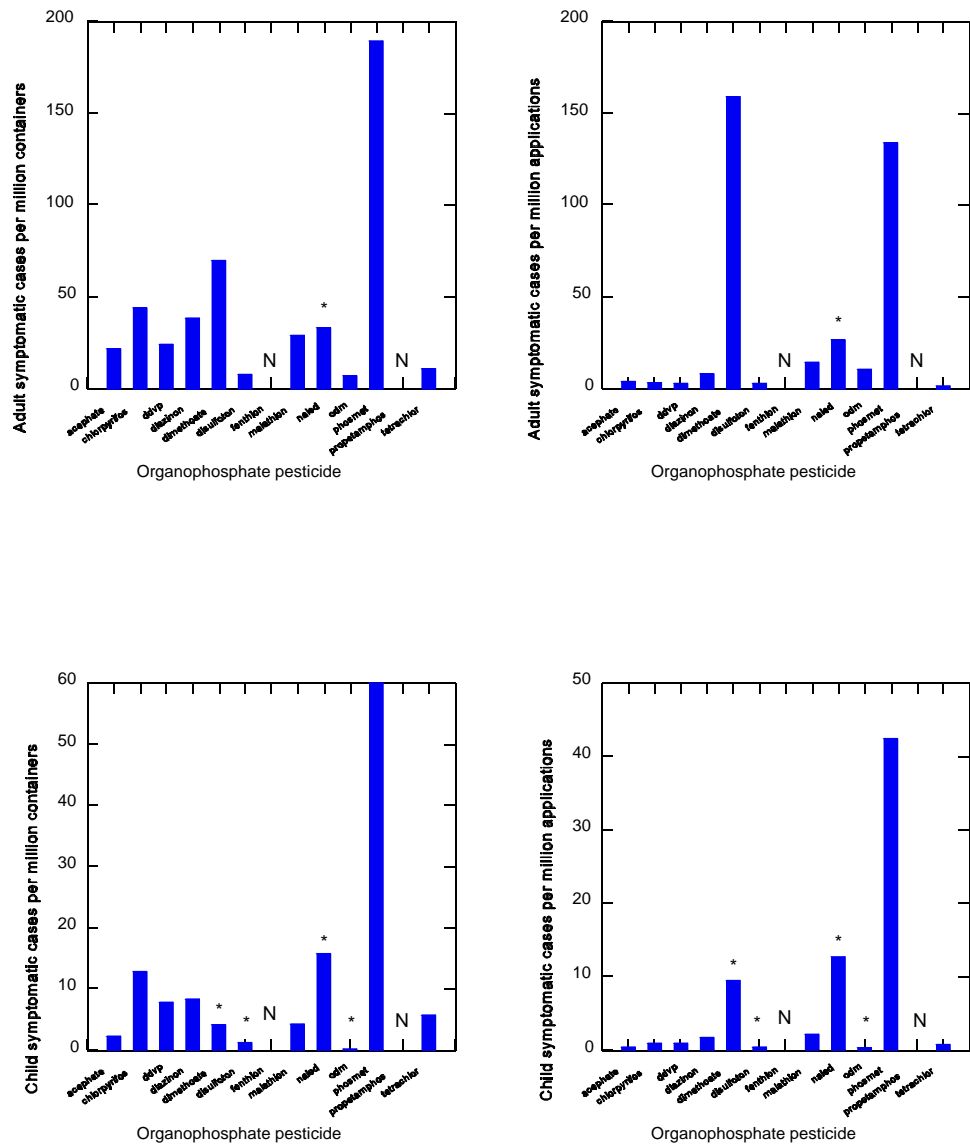 Adult symptomatic cases per million containers
200
150
100
50
0
*
N
N
acephate
chlorpyrifos
ddvp
diazinon
dimethoate
disulfoton
fenthion
malathion
naled
odm
phosmet
propetamphos
tetrachlor
Organophosphate pesticide
Adult symptomatic cases per million applications
200
150
100
50
0
*
N
N
acephate
chlorpyrifos
ddvp
diazinon
dimethoate
disulfoton
fenthion
malathion
naled
odm
phosmet
propetamphos
tetrachlor
Organophosphate pesticide
Child symptomatic cases per million containers
60
50
40
30
20
10
0
*
*
N
*
*
N
acephate
chlorpyrifos
ddvp
diazinon
dimethoate
disulfoton
fenthion
malathion
naled
odm
phosmet
propetamphos
tetrachlor
Organophosphate pesticide
Child symptomatic cases per million applications
50
40
30
20
10
0
*
*
N
*
*
N
acephate
chlorpyrifos
ddvp
diazinon
dimethoate
disulfoton
fenthion
malathion
naled
odm
phosmet
propetamphos
tetrachlor
Organophosphate pesticide